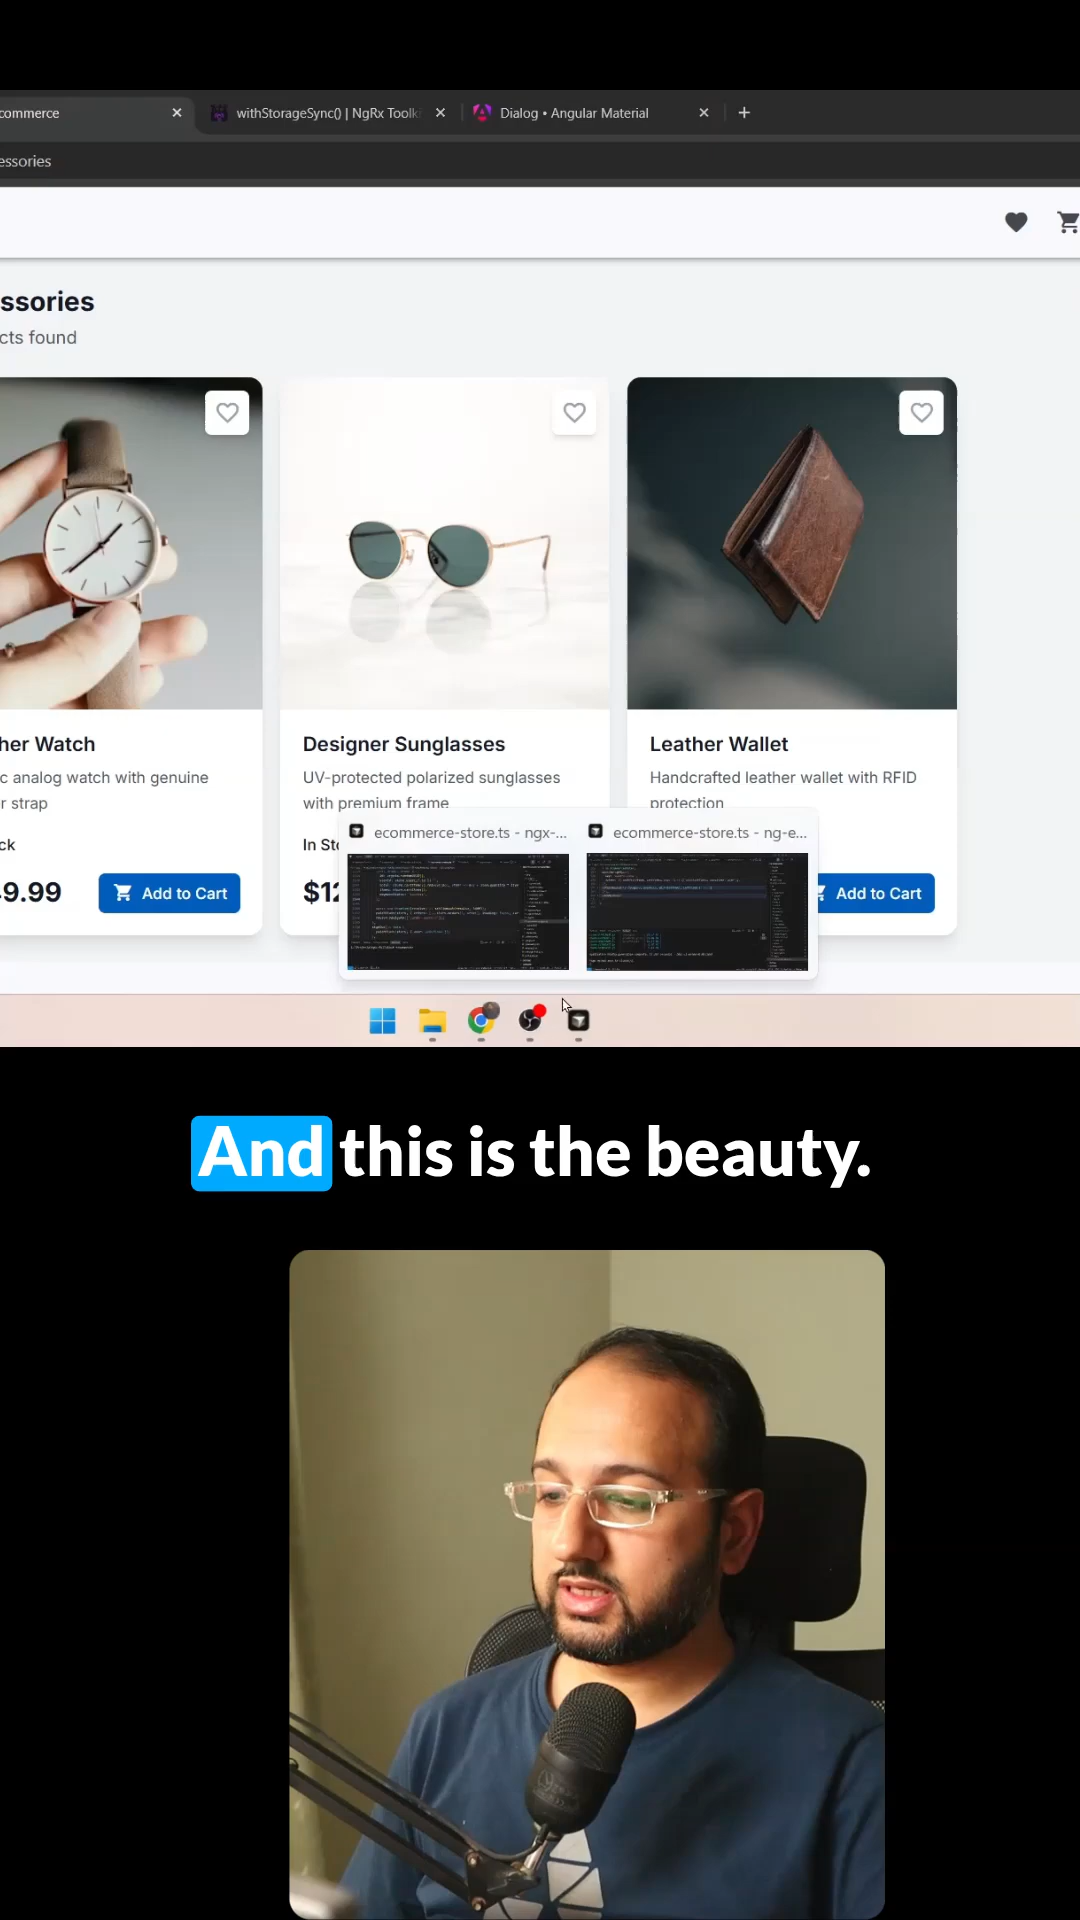 commerce
withStorageSync() | NgRx Toolk
Dialog • Angular Material
essories
ssories
cts found
her Watch
c analog watch with genuine
r strap
ck
9.99
Add to Cart
Designer Sunglasses
UV-protected polarized sunglasses
with premium frame
In Sto
$12
Leather Wallet
Handcrafted leather wallet with RFID
protection
Add to Cart
ecommerce-store.ts - ngx-...
ecommerce-store.ts - ng-e...
And this is the beauty.